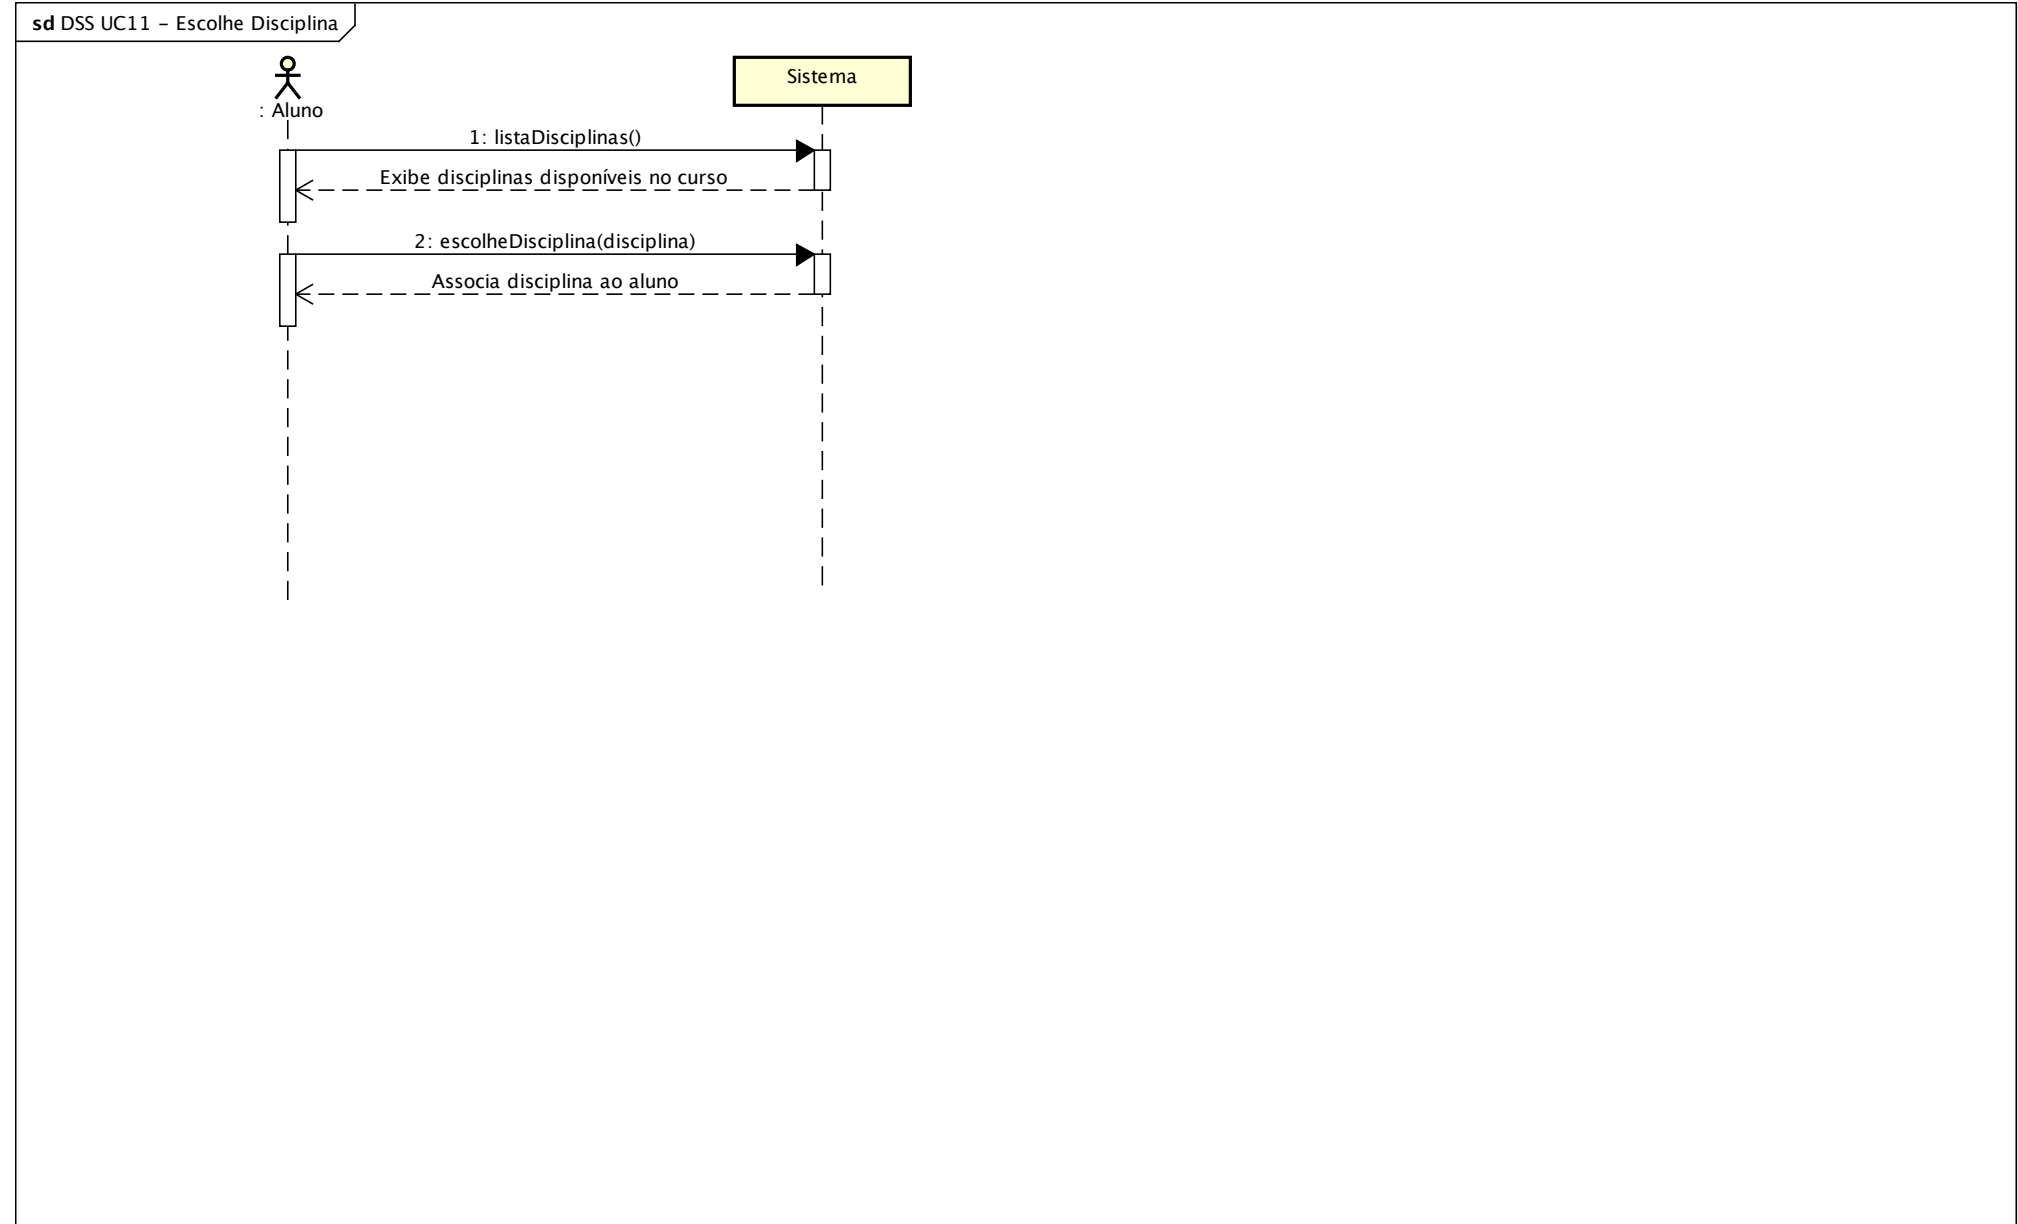 sd DSS UC11 - Escolhe Disciplina
Sistema
: Aluno
1: listaDisciplinas()
Exibe disciplinas disponíveis no curso
2: escolheDisciplina(disciplina)
Associa disciplina ao aluno